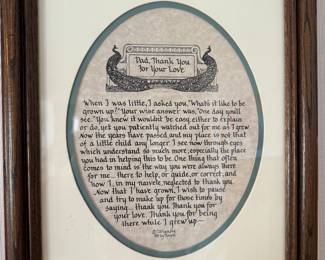 Dad, Thank You
for Your Love
When I was little, I asked you, "What's it like to be
grown up?" Your wise answer was, "One day you'll
see." You knew it wouldn't be easy either to explain
or do, yet you patiently watched out for me as I grew.
Now the years have passed and my place is not that
of a little child any longer. I see now through eyes
which understand so much more, especially the place
you had in helping this to be. One thing that often
comes to mind is the way you were always there
for me... there to help, or guide, or correct; and
how I, in my naivete, neglected to thank you.
Now that I have grown, I wish to pause
and try to make up for those times by
saying... thank you. Thank you for
your love. Thank you for being
there while I grew up.—